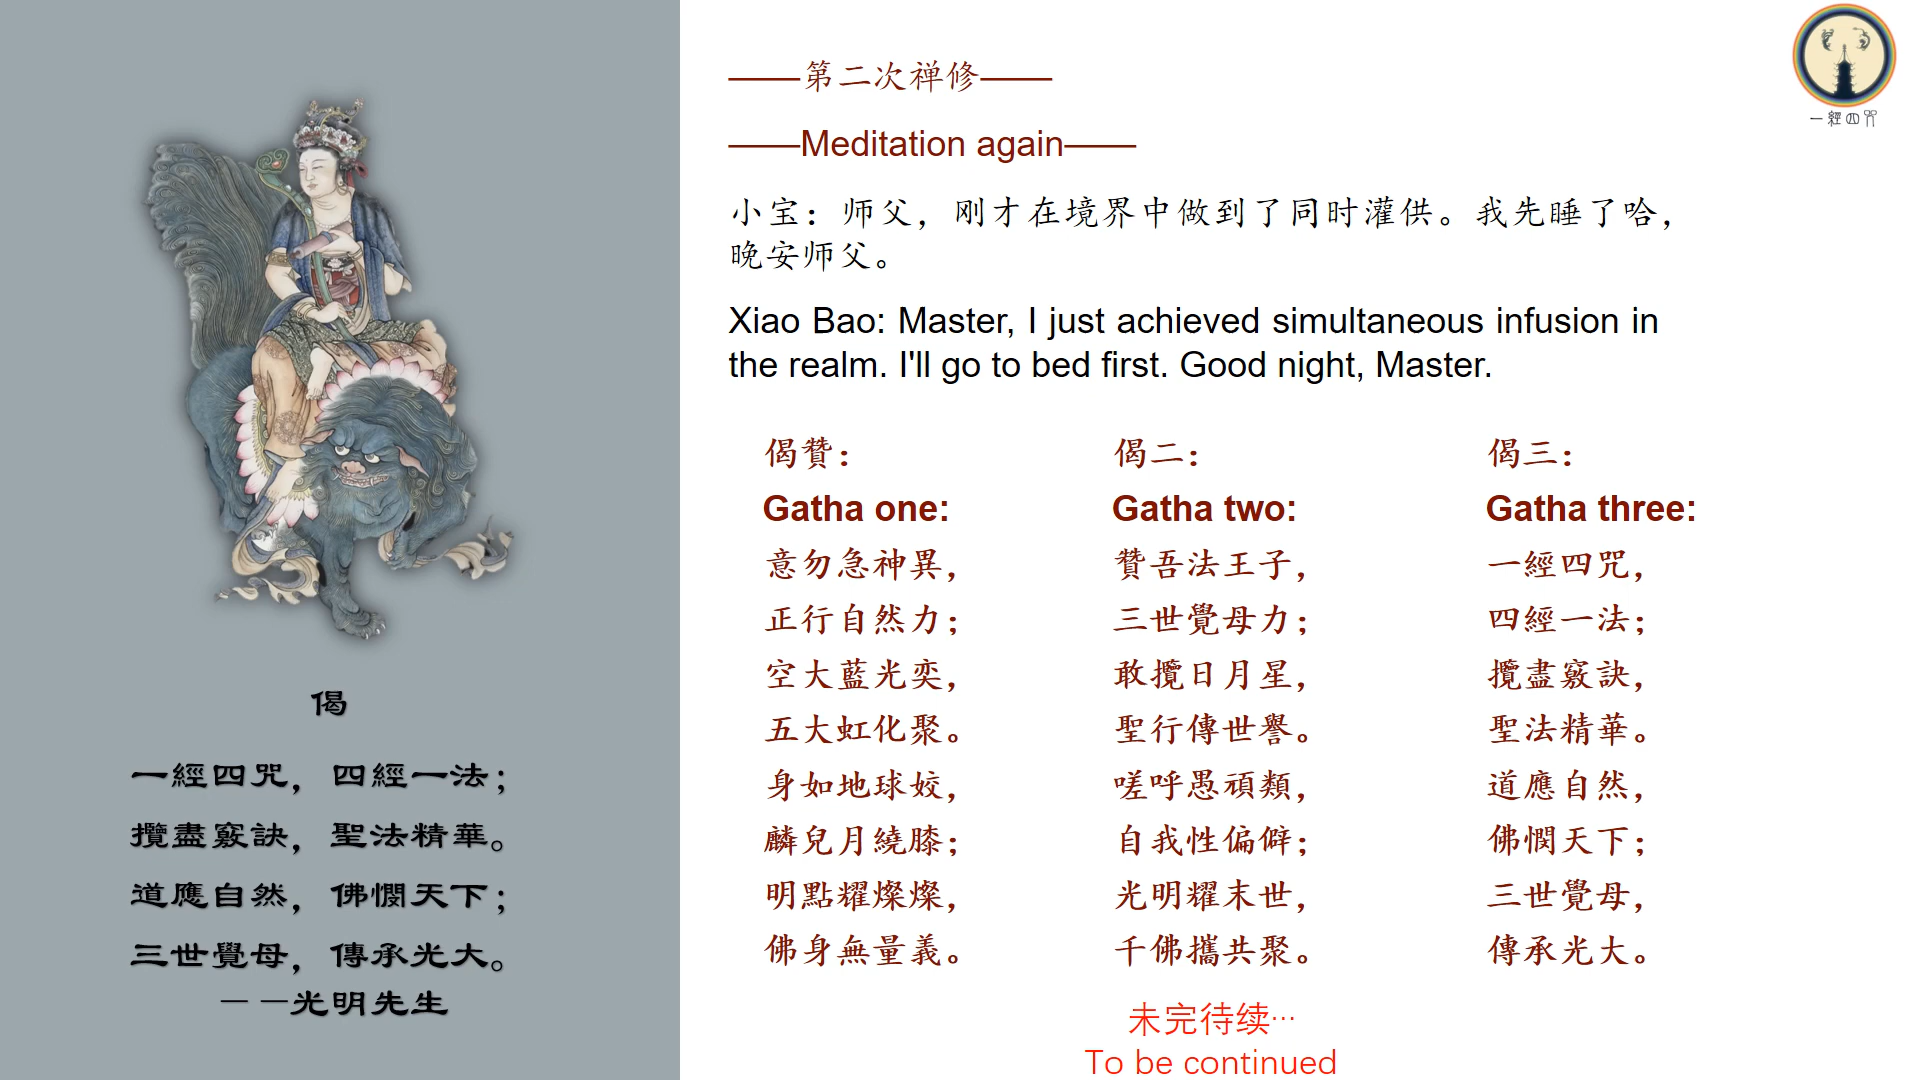 偈
一經四咒，四經一法；
攬盡竅訣，聖法精華。
道應自然，佛憫天下；
三世覺母，傳承光大。
——光明先生
——第二次禅修——
——Meditation again——
小宝：师父，刚才在境界中做到了同时灌供。我先睡了哈，
晚安师父。
Xiao Bao: Master, I just achieved simultaneous infusion in
the realm. I'll go to bed first. Good night, Master.
偈贊：
Gatha one:
意勿急神異，
正行自然力；
空大藍光奕，
五大虹化聚。
身如地球姣，
麟兒月繞膝；
明點耀燦燦，
佛身無量義。
偈二：
Gatha two:
贊吾法王子，
三世覺母力；
敢攬日月星，
聖行傳世譽。
嗟呼愚頑類，
自我性偏僻；
光明耀末世，
千佛攜共聚。
偈三：
Gatha three:
一經四咒，
四經一法；
攬盡竅訣，
聖法精華。
道應自然，
佛憫天下；
三世覺母，
傳承光大。
未完待续…
To be continued
一經四咒